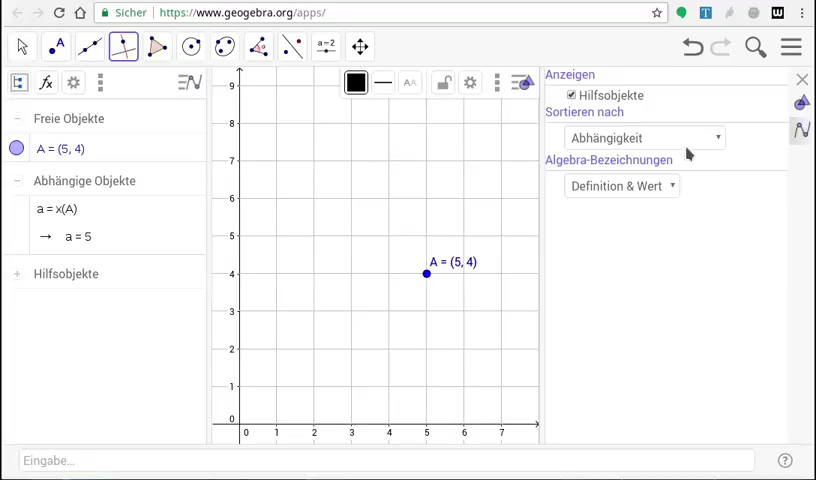 Sicher | https://www.geogebra.org/apps/
A
a=2
AA
Freie Objekte
A = (5, 4)
Abhängige Objekte
a = x(A)
→ a = 5
Hilfsobjekte
9
8
7
6
5
4
3
2
1
0
0 1 2 3 4 5 6 7
A = (5, 4)
Anzeigen
Hilfsobjekte
Sortieren nach
Abhängigkeit
Algebra-Bezeichnungen
Definition & Wert
Eingabe...